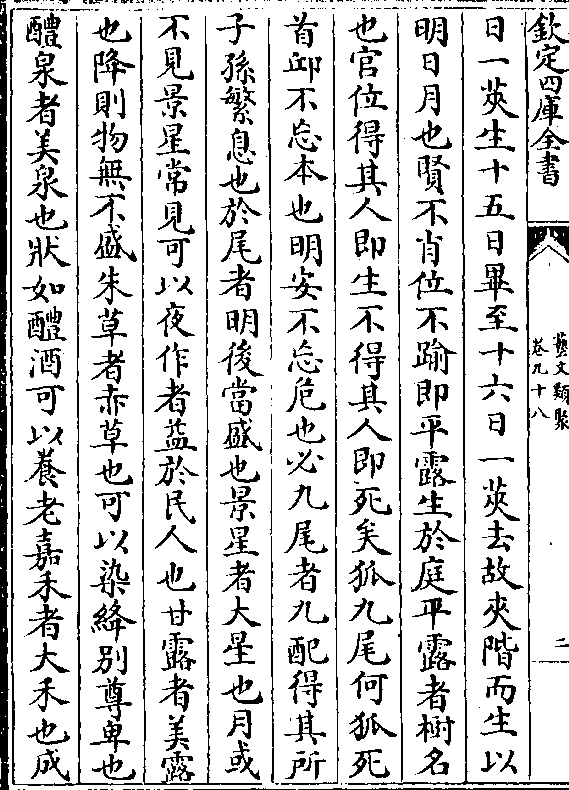 欽定四庫全書
藝文類聚
卷九十八
二
日一莢生十五日畢至十六日一莢去故夾階而生以
明日月也賢不肖位不踰即平露生於庭平露者樹名
也官位得其人即生不得其人即死矣狐九尾何狐死
首邱不忘本也明安不忘危也必九尾者九配得其所
子孫繁息也於尾者明後當盛也景星者大星也月或
不見景星常見可以夜作者益於民人也甘露者美露
也降則物無不盛朱草者赤草也可以染絳別尊卑也
醴泉者美泉也狀如醴酒可以養老嘉禾者大禾也成